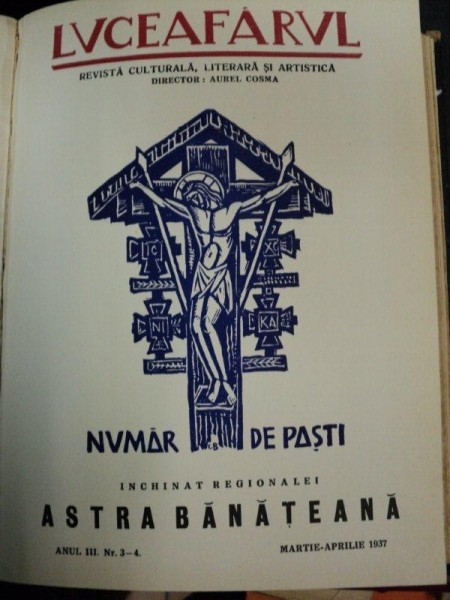 LVCEAFĂRVL
REVISTĂ CULTURALĂ, LITERARĂ ȘI ARTISTICĂ
DIRECTOR : AUREL COSMA
IC XC
NI KA
NVMĂR DE PAȘTI
INCHINAT REGIONALEI
ASTRA BĂNĂȚEANĂ
ANUL III. Nr. 3—4. MARTIE-APRILIE 1937